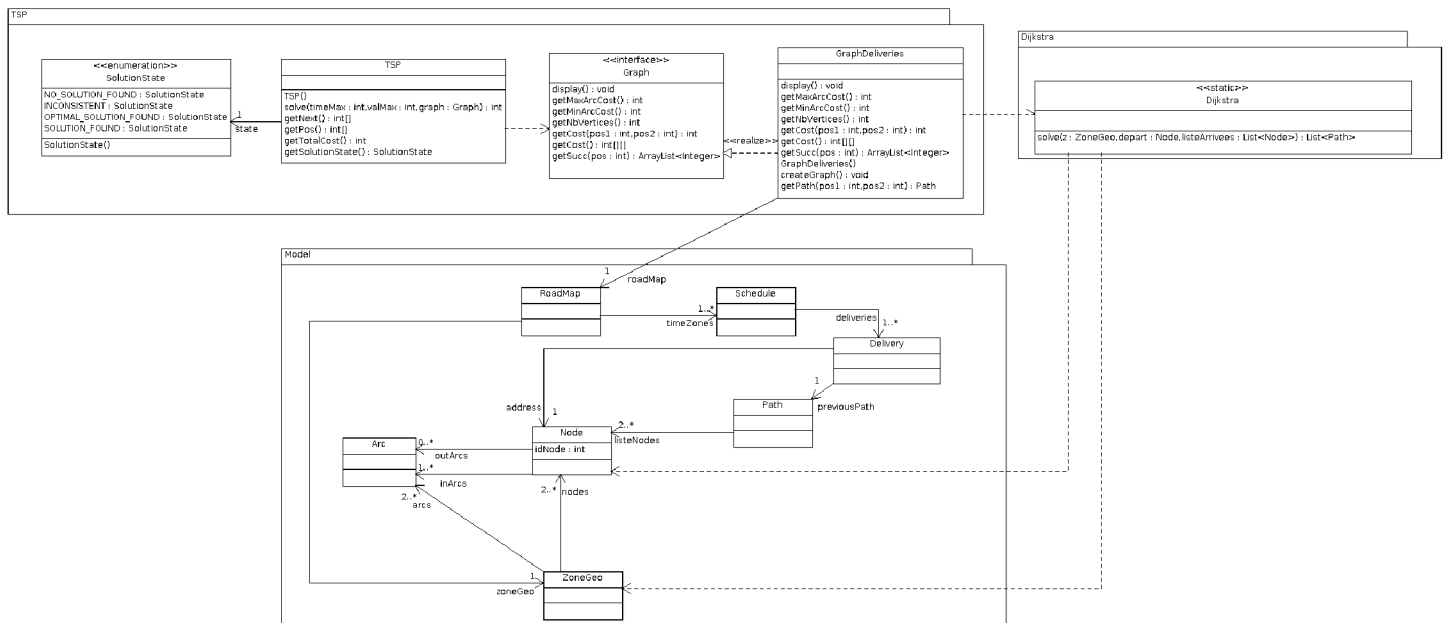 TSP
<<enumeration>>
SolutionState
NO_SOLUTION_FOUND : SolutionState
INCONSISTENT : SolutionState
OPTIMAL_SOLUTION_FOUND : SolutionState
SOLUTION_FOUND : SolutionState
SolutionState()
1
state
TSP
TSP()
solve(timeMax : int,valMax : int,graph : Graph) : int
getNext() : int[]
getPos() : int[]
getTotalCost() : int
getSolutionState() : SolutionState
<<interface>>
Graph
display() : void
getMaxArcCost() : int
getMinArcCost() : int
getNbVertices() : int
getCost(pos1 : int,pos2 : int) : int
getCost() : int[][]
getSucc(pos : int) : ArrayList<Integer>
<<realize>>
GraphDeliveries
display() : void
getMaxArcCost() : int
getMinArcCost() : int
getNbVertices() : int
getCost(pos1 : int,pos2 : int) : int
getCost() : int[][]
getSucc(pos : int) : ArrayList<Integer>
GraphDeliveries()
createGraph() : void
getPath(pos1 : int,pos2 : int) : Path
Dijkstra
<<static>>
Dijkstra
solve(z : ZoneGeo,depart : Node,listeArrivees : List<Node>) : List<Path>
Model
1
roadMap
RoadMap
1..*
timeZones
Schedule
deliveries
1..*
Delivery
1
previousPath
Path
address
1
2..*
listeNodes
Node
idNode : int
Arc
0..*
outArcs
1..*
inArcs
2..*
arcs
2..*
nodes
1
zoneGeo
ZoneGeo